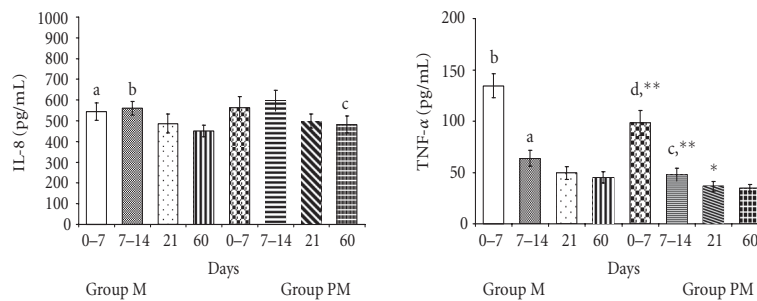 1000
900
800
700
600
500
400
300
200
100
0
IL-8 (pg/mL)
a
b
c
0–7 7–14 21 60 0–7 7–14 21 60
Days
Group M Group PM
200
150
100
50
0
TNF-α (pg/mL)
b
a
d,**
c,**
*
0–7 7–14 21 60 0–7 7–14 21 60
Days
Group M Group PM